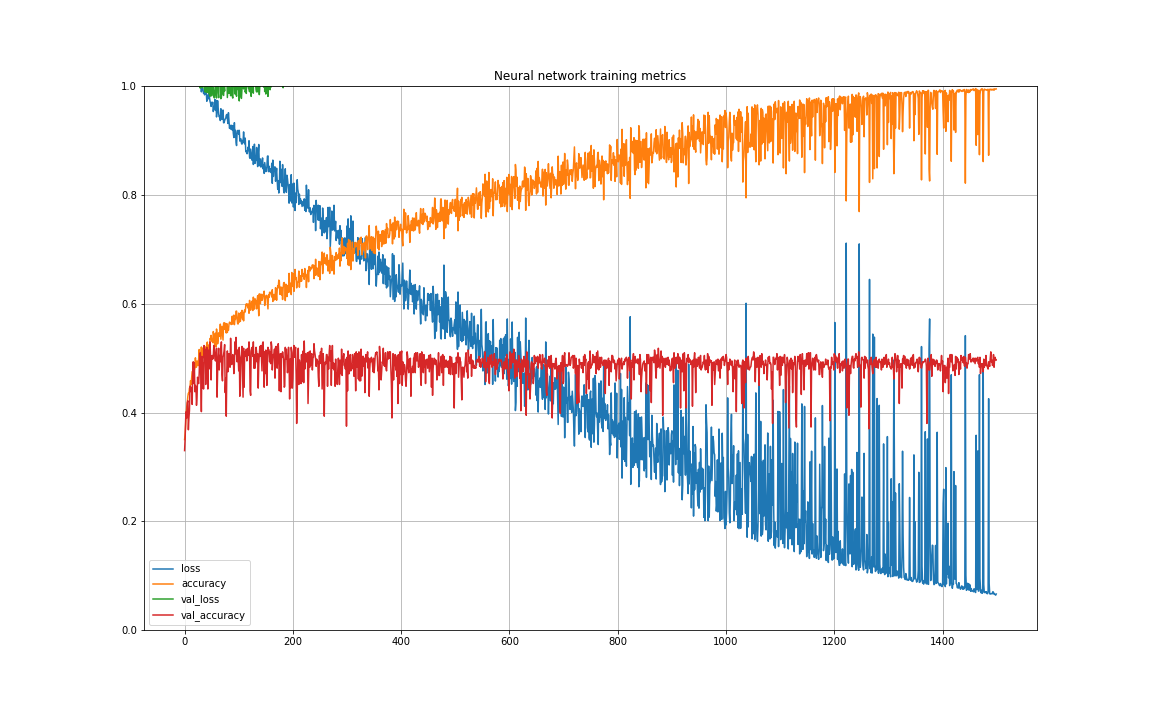 Neural network training metrics
1.0
0.8
0.6
0.4
0.2
0.0
loss
accuracy
val_loss
val_accuracy
0 200 400 600 800 1000 1200 1400